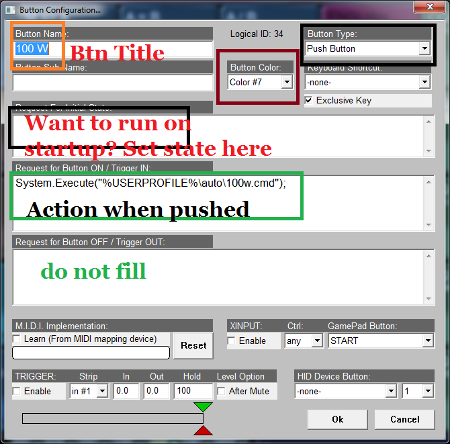 Button Configuration...
Button Name:
Logical ID: 34
Button Type:
100 W
Btn Title
Push Button
Button Sub Name:
Button Color:
Keyboard Shortcut:
Color #7
-none-
Exclusive Key
Request For Initial State:
Want to run on
startup? Set state here
Request for Button ON / Trigger IN:
System.Execute("%USERPROFILE%\auto\100w.cmd");
Action when pushed
Request for Button OFF / Trigger OUT:
do not fill
M.I.D.I. Implementation:
XINPUT:
Ctrl:
GamePad Button:
Learn (From MIDI mapping device)
Reset
Enable
any
START
TRIGGER:
Strip
In
Out
Hold
Level Option
HID Device Button:
Enable
in #1
0.0
0.0
100
After Mute
-none-
1
Ok
Cancel